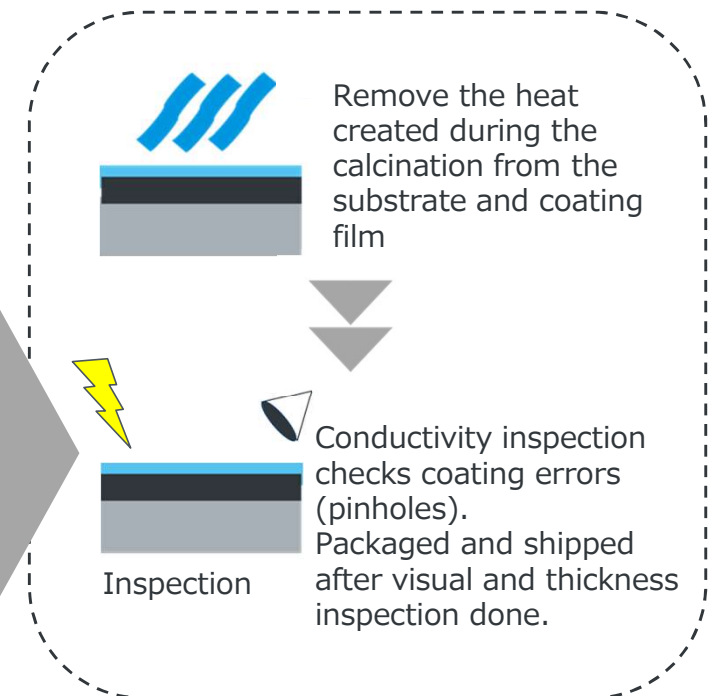 Remove the heat
created during the
calcination from the
substrate and coating
film
Conductivity inspection
checks coating errors
(pinholes).
Packaged and shipped
after visual and thickness
inspection done.
Inspection